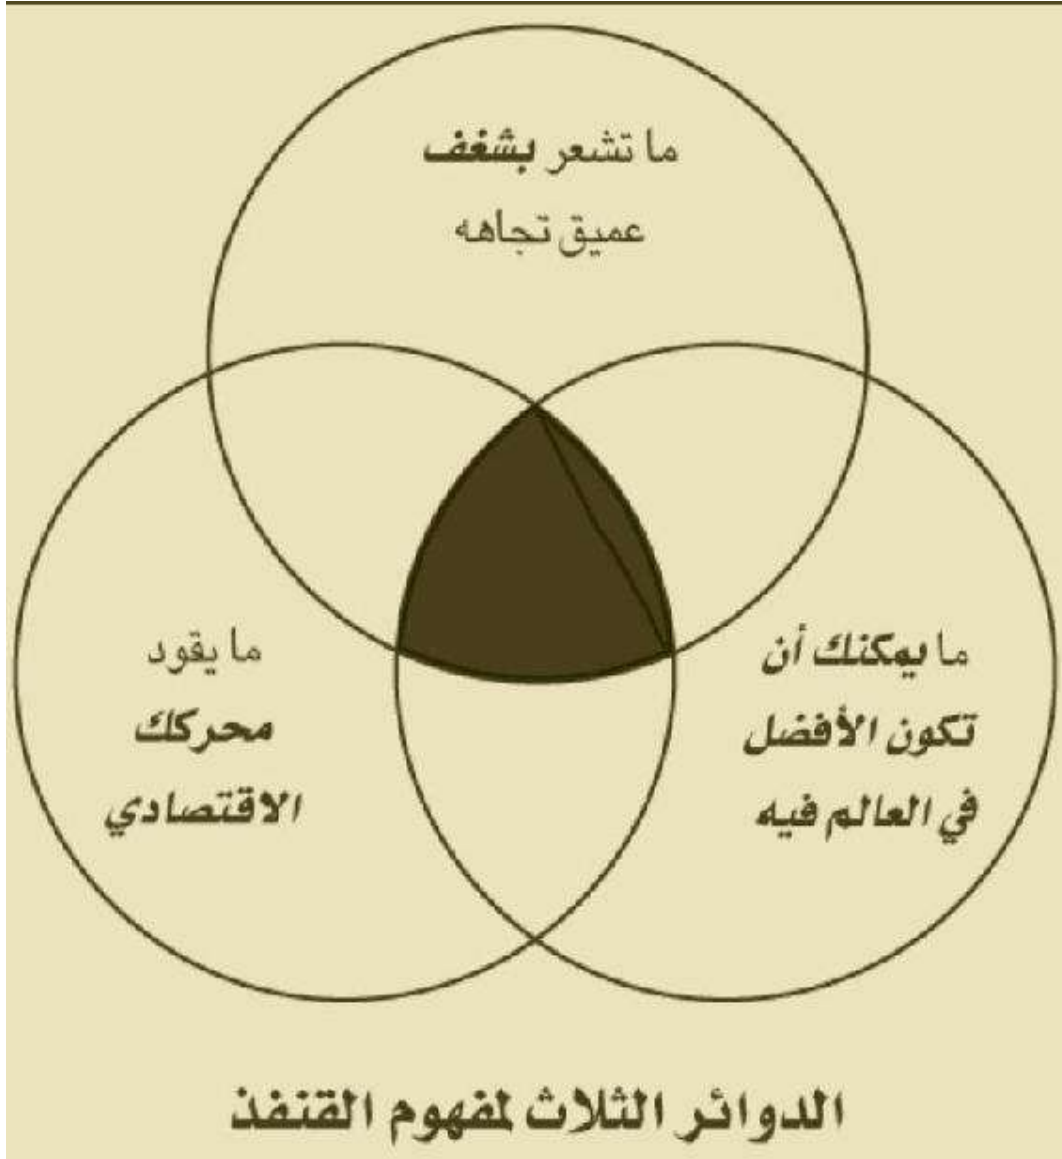 ما تشعر بشغف
عميق تجاهه
ما يمكنك أن
تكون الأفضل
في العالم فيه
ما يقود
محركك
الاقتصادي
الدوائر الثلاث لمفهوم القنفذ